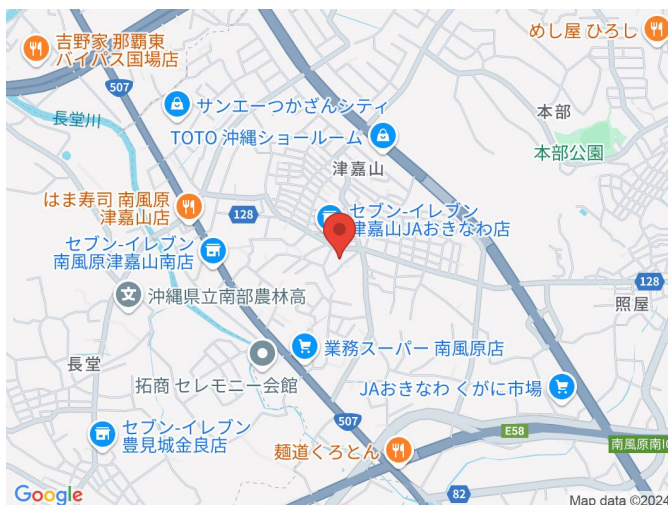 吉野家 那覇東
バイパス国場店
めし屋 ひろし
507
長堂川
サンエーつかざんシティ
本部
TOTO 沖縄ショールーム
本部公園
津嘉山
はま寿司 南風原
津嘉山店
128
セブン-イレブン
津嘉山JAおきなわ店
セブン-イレブン
南風原津嘉山南店
128
沖縄県立南部農林高
照屋
業務スーパー 南風原店
長堂
拓商 セレモニー会館
JAおきなわ くがに市場
507
セブン-イレブン
豊見城金良店
E58
麺道くろとん
南風原南IC
82
Google
Map data ©2024